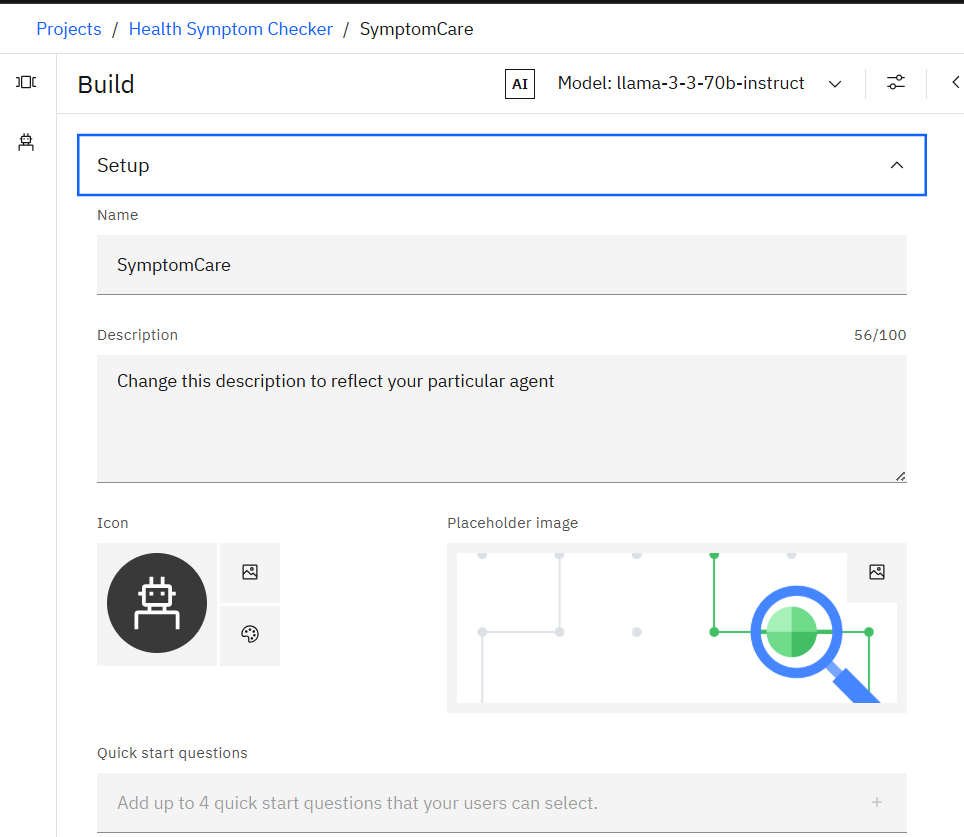 Projects / Health Symptom Checker / SymptomCare
Build
AI Model: llama-3-3-70b-instruct
Setup
Name
SymptomCare
Description 56/100
Change this description to reflect your particular agent
Icon Placeholder image
Quick start questions
Add up to 4 quick start questions that your users can select. +